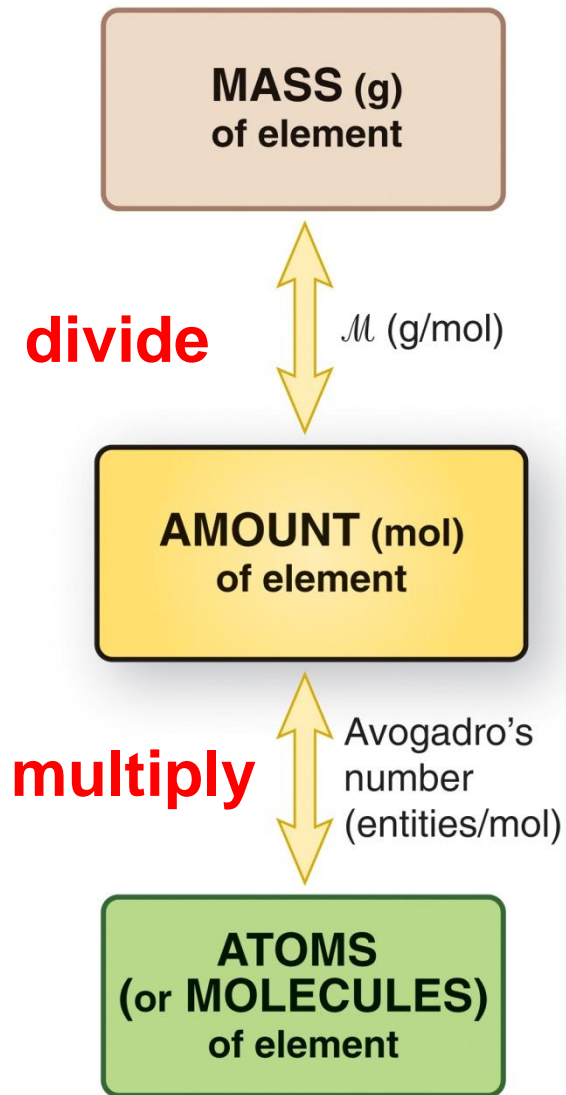 MASS (g)
of element
divide
ℳ (g/mol)
AMOUNT (mol)
of element
multiply
Avogadro’s
number
(entities/mol)
ATOMS
(or MOLECULES)
of element